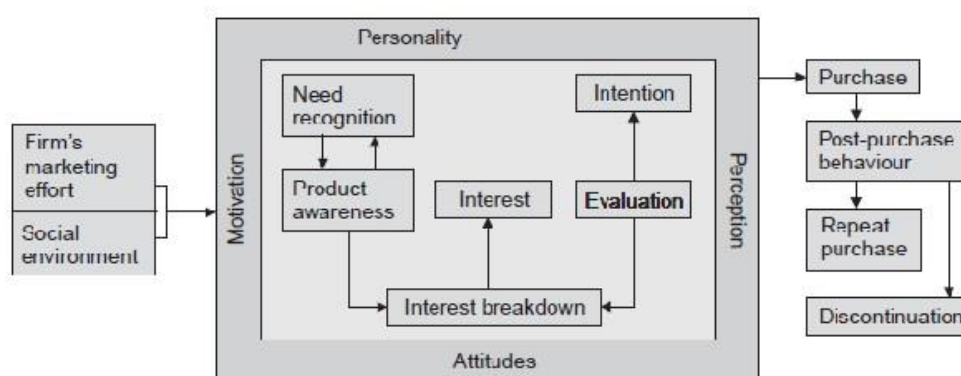 Personality
Need
recognition
Intention
Purchase
Firm's
marketing
effort
Social
environment
Motivation
Product
awareness
Interest
Evaluation
Perception
Post-purchase
behaviour
Repeat
purchase
Interest breakdown
Discontinuation
Attitudes